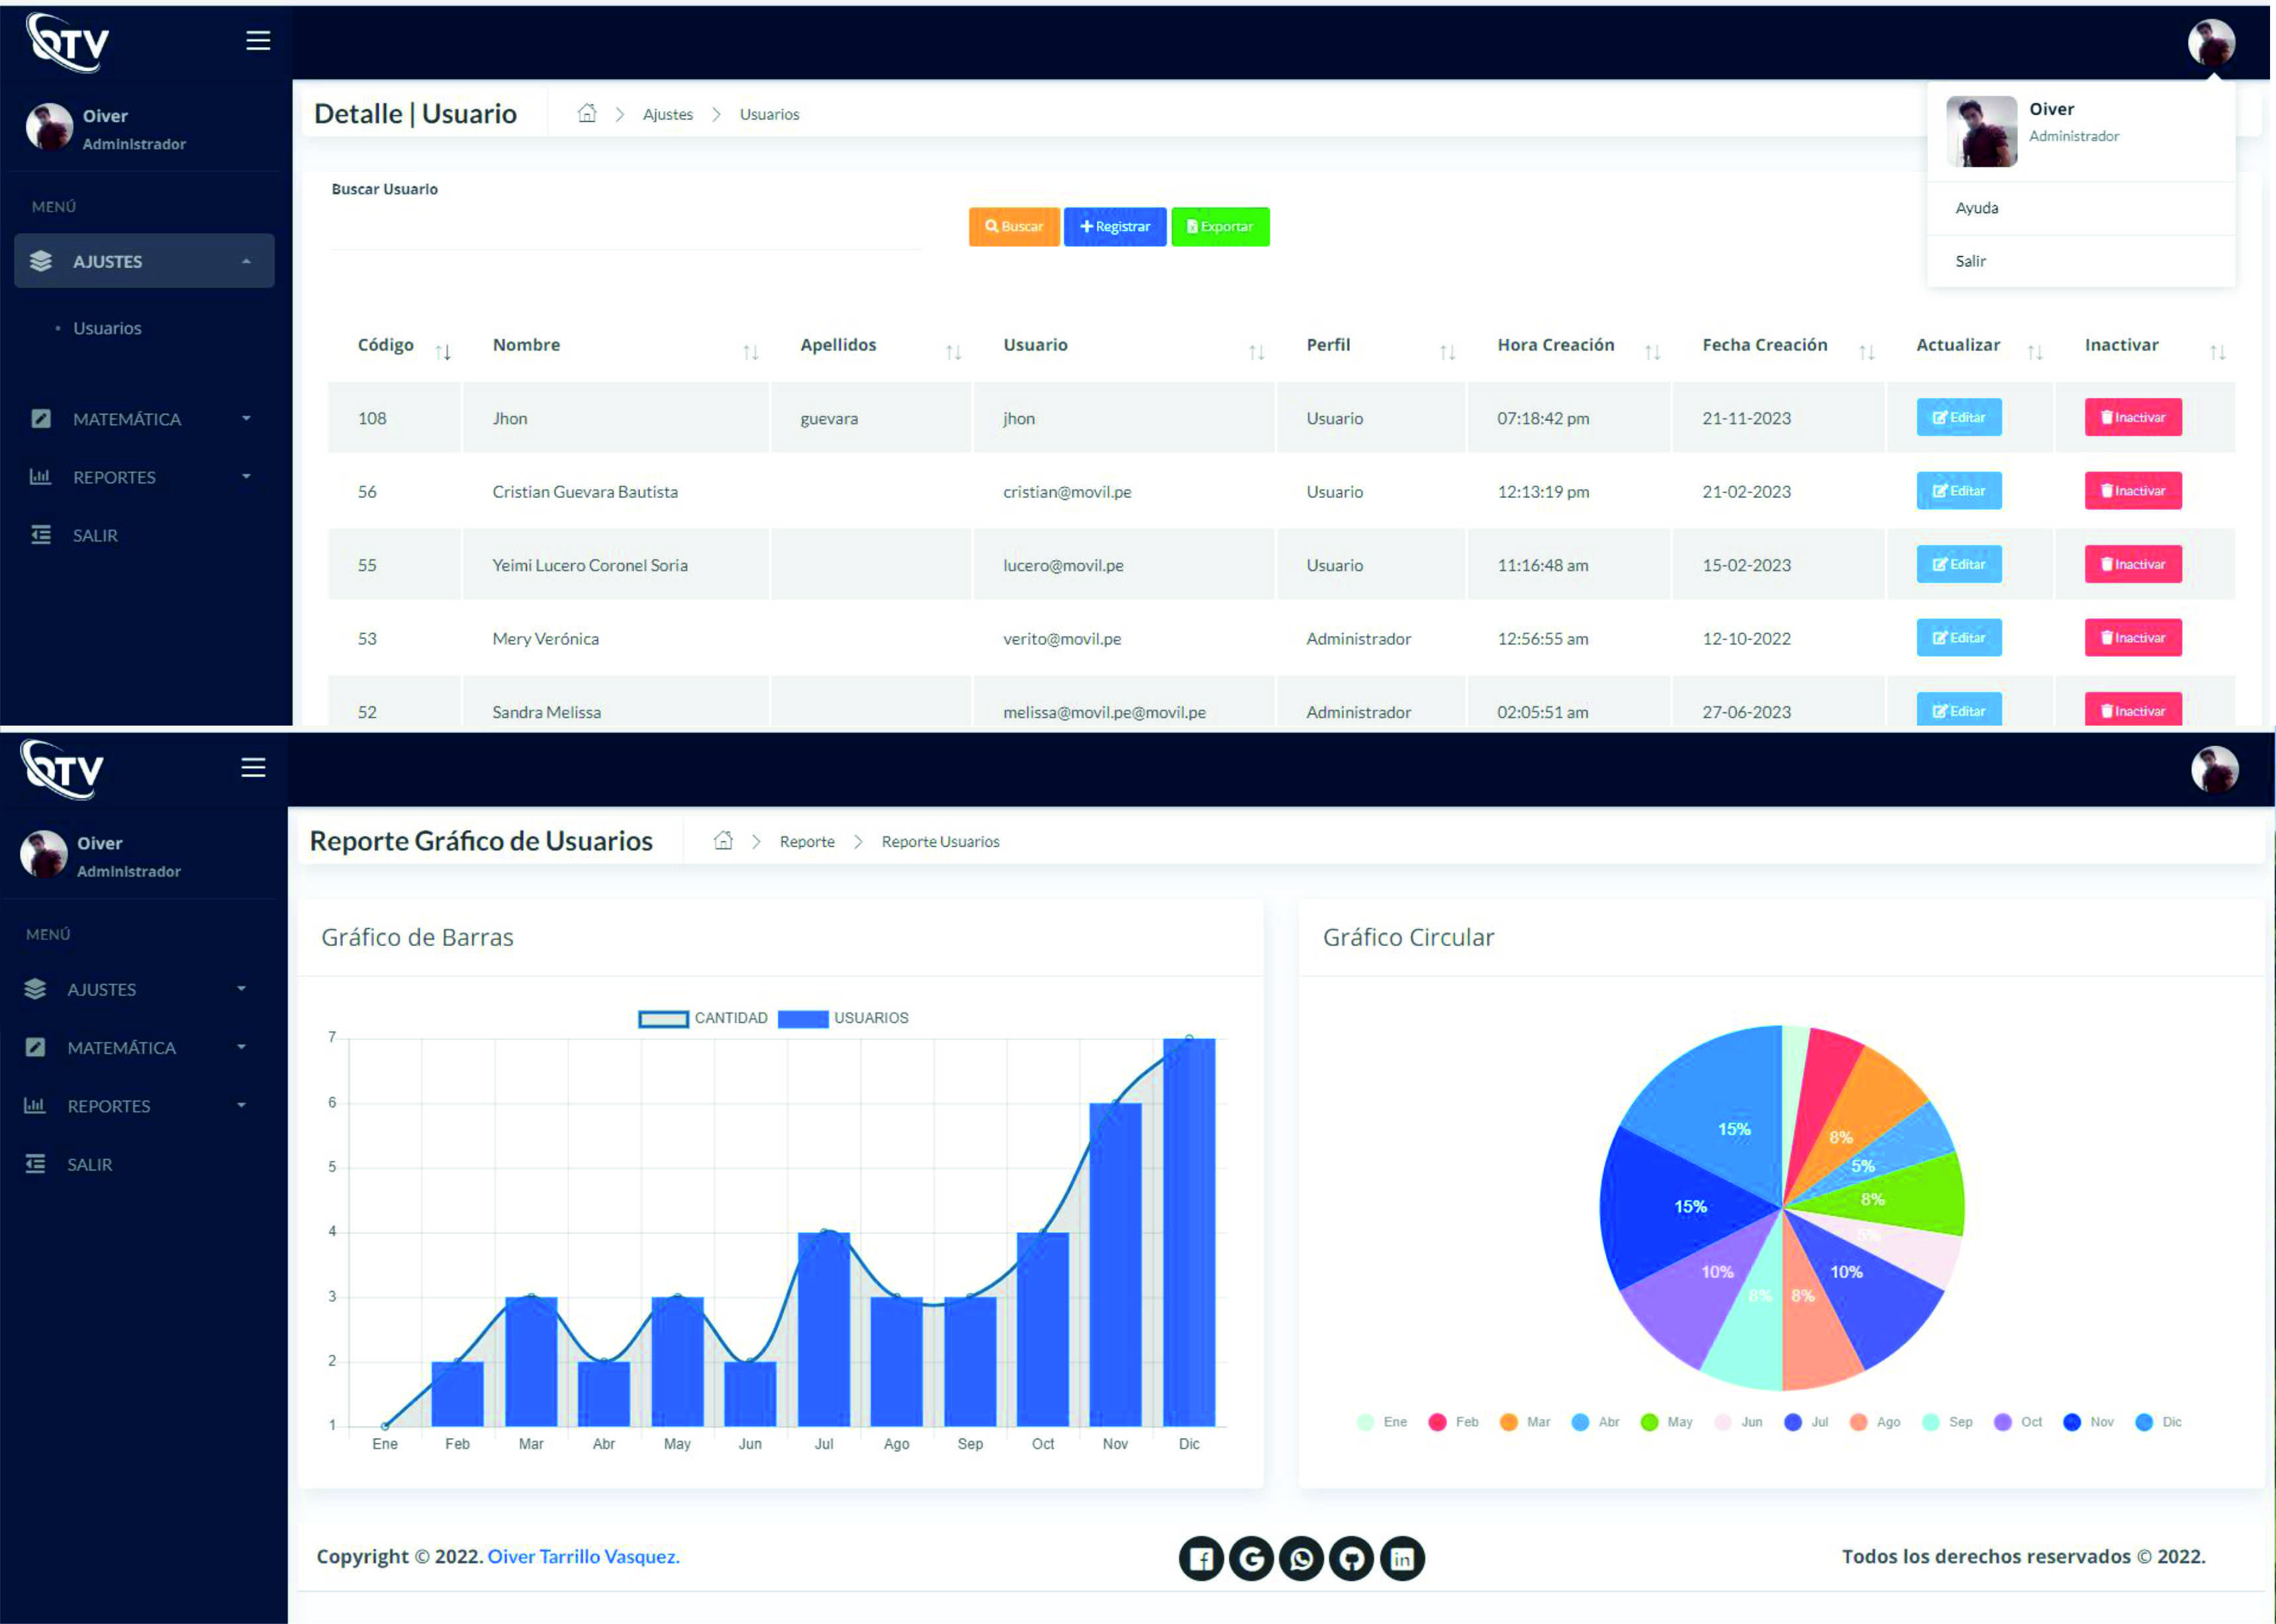 OTV
Oiver
Administrador
MENÚ
AJUSTES
Usuarios
MATEMÁTICA
REPORTES
SALIR
Detalle | Usuario > Ajustes > Usuarios
Oiver
Administrador
Ayuda
Salir
Buscar Usuario
Buscar Registrar Exportar
Código Nombre Apellidos Usuario Perfil Hora Creación Fecha Creación Actualizar Inactivar
108 Jhon guevara jhon Usuario 07:18:42 pm 21-11-2023 Editar Inactivar
56 Cristian Guevara Bautista cristian@movil.pe Usuario 12:13:19 pm 21-02-2023 Editar Inactivar
55 Yeimi Lucero Coronel Soria lucero@movil.pe Usuario 11:16:48 am 15-02-2023 Editar Inactivar
53 Mery Verónica verito@movil.pe Administrador 12:56:55 am 12-10-2022 Editar Inactivar
52 Sandra Melissa melissa@movil.pe@movil.pe Administrador 02:05:51 am 27-06-2023 Editar Inactivar
OTV
Oiver
Administrador
MENÚ
AJUSTES
MATEMÁTICA
REPORTES
SALIR
Reporte Gráfico de Usuarios > Reporte > Reporte Usuarios
Gráfico de Barras
CANTIDAD USUARIOS
7
6
5
4
3
2
1
Ene Feb Mar Abr May Jun Jul Ago Sep Oct Nov Dic
Gráfico Circular
15%
8%
5%
8%
15%
5%
10%
10%
8%
8%
Ene Feb Mar Abr May Jun Jul Ago Sep Oct Nov Dic
Copyright © 2022. Oiver Tarrillo Vasquez.
Todos los derechos reservados © 2022.